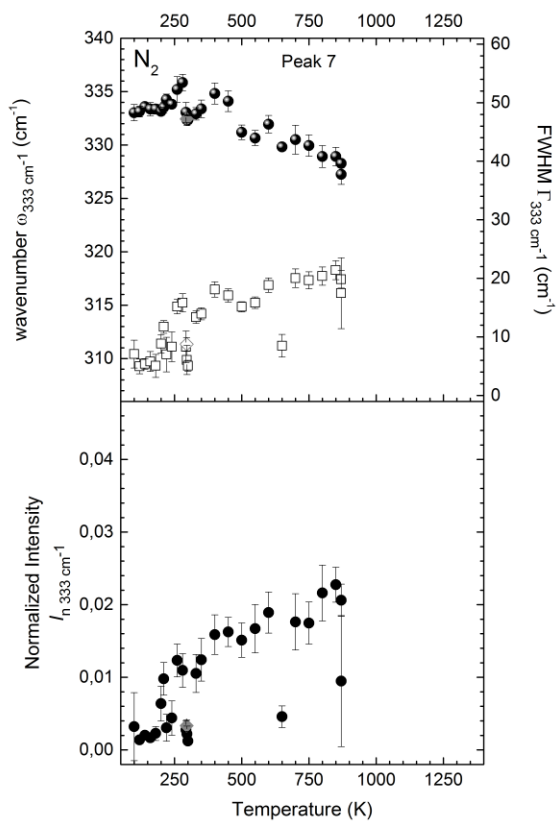 250 500 750 1000 1250
N2 Peak 7
340
335
330
325
320
315
310
wavenumber ω333 cm-1 (cm-1)
60
50
40
30
20
10
0
FWHM Γ333 cm-1 (cm-1)
0,04
0,03
0,02
0,01
0,00
Normalized Intensity
In 333 cm-1
250 500 750 1000 1250
Temperature (K)